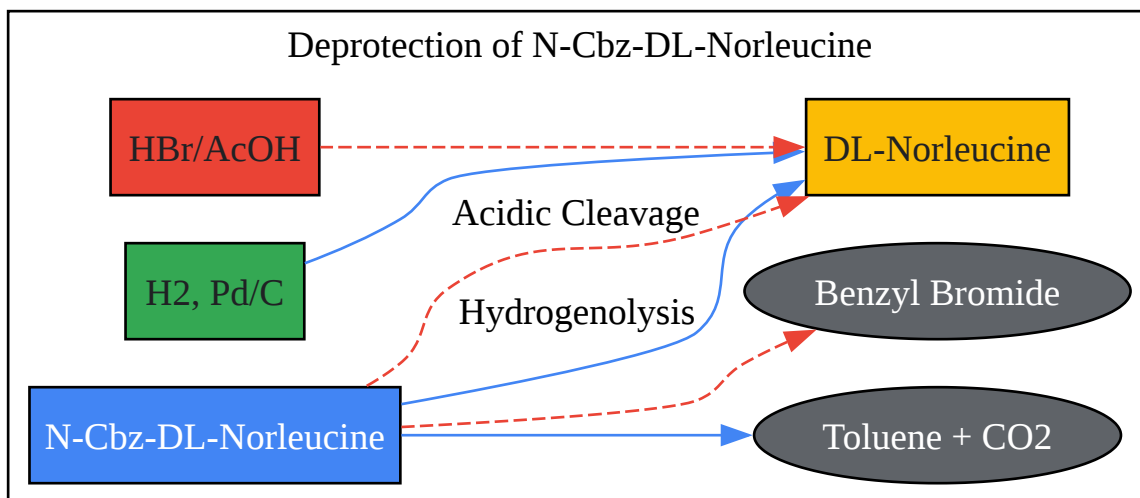 Deprotection of N-Cbz-DL-Norleucine
HBr/AcOH
DL-Norleucine
Acidic Cleavage
H2, Pd/C
Benzyl Bromide
Hydrogenolysis
N-Cbz-DL-Norleucine
Toluene + CO2